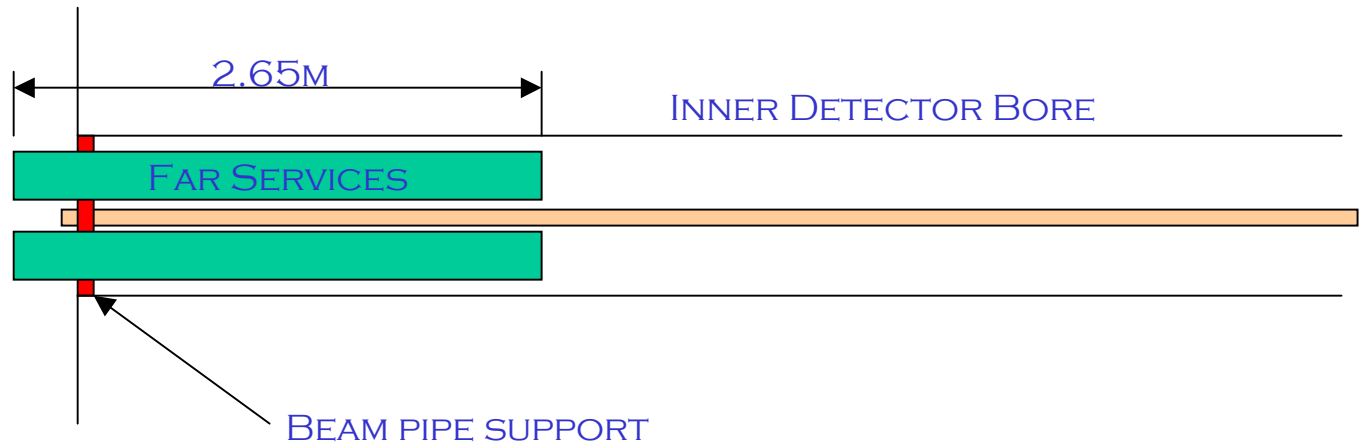 2.65M
INNER DETECTOR BORE
FAR SERVICES
BEAM PIPE SUPPORT